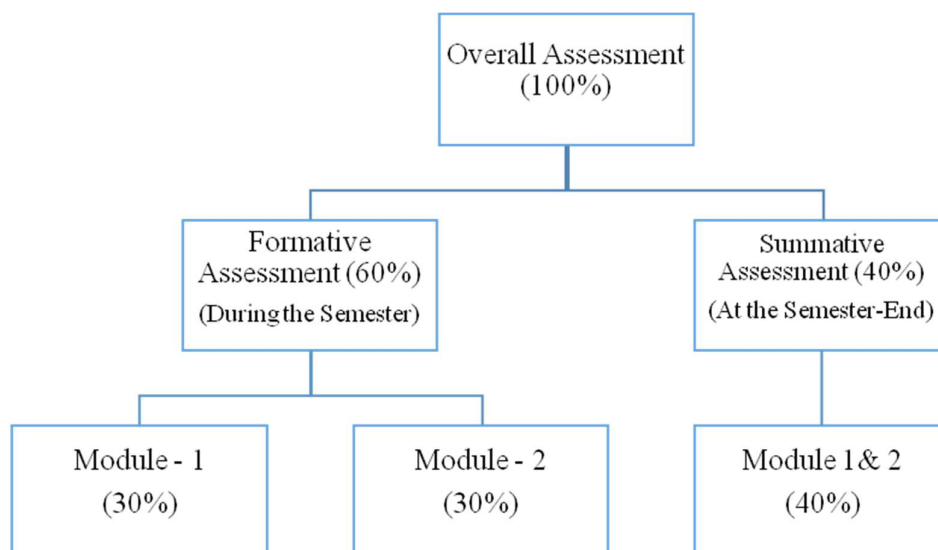 Overall Assessment
(100%)
Formative
Assessment (60%)
(During the Semester)
Summative
Assessment (40%)
(At the Semester-End)
Module - 1
(30%)
Module - 2
(30%)
Module 1& 2
(40%)